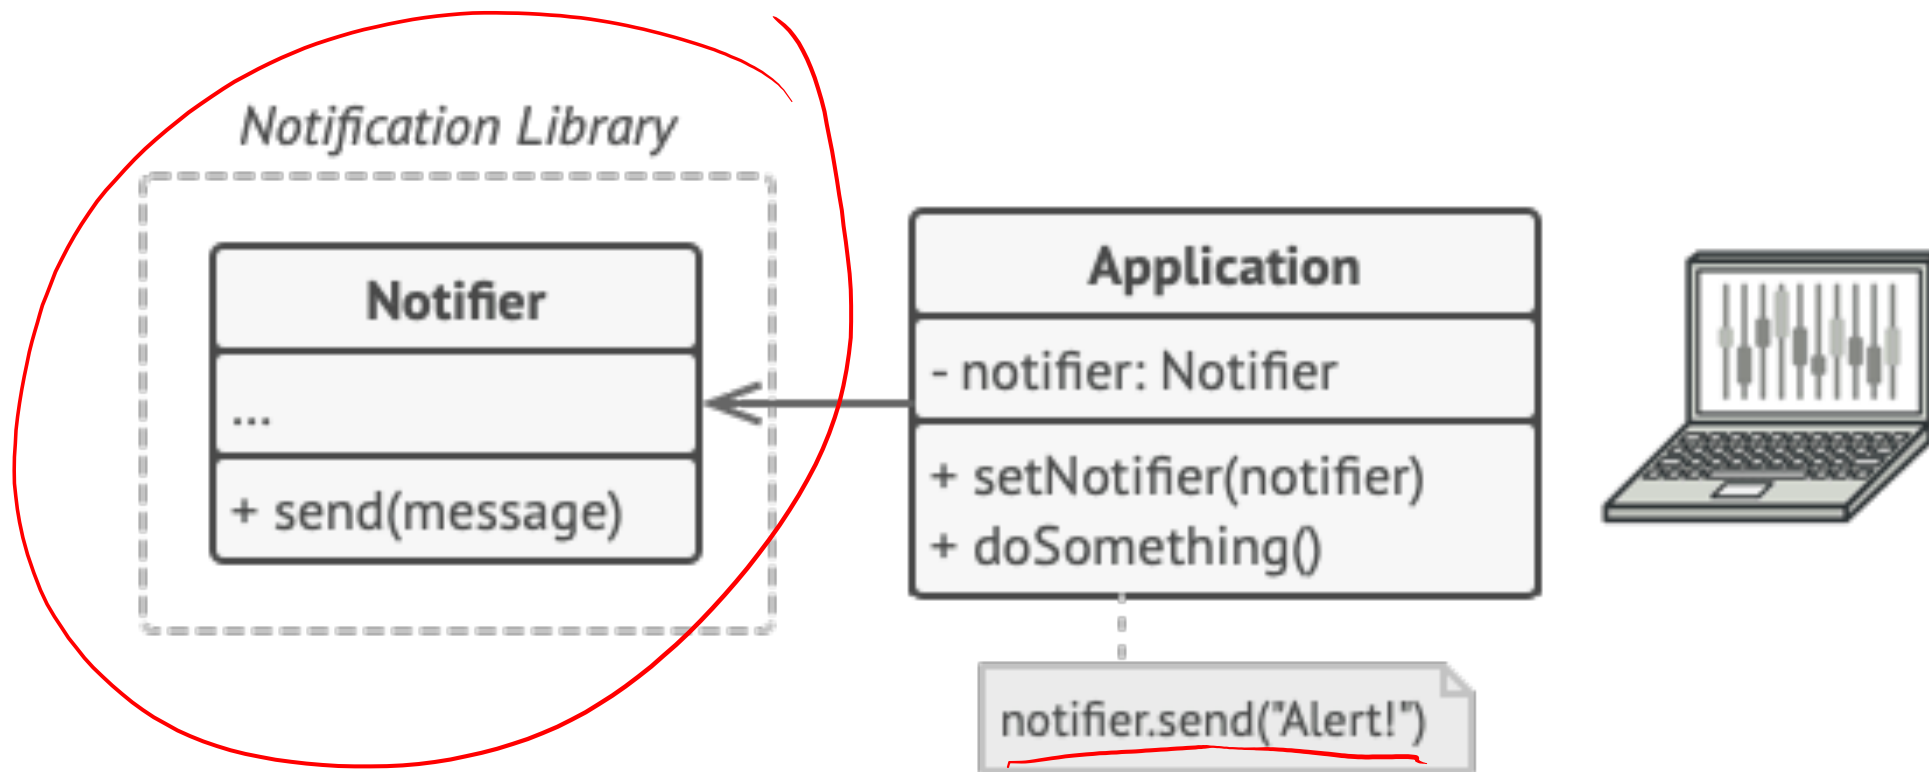 Notification Library
Notifier
...
+ send(message)
Application
- notifier: Notifier
+ setNotifier(notifier)
+ doSomething()
notifier.send("Alert!")